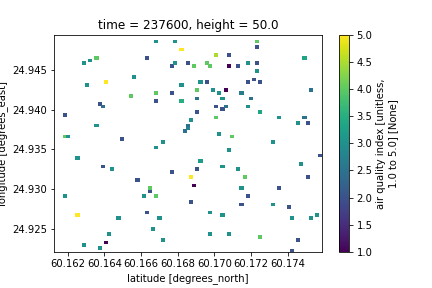 time = 237600, height = 50.0
24.945
24.940
24.935
24.930
24.925
longitude [degrees_east]
60.162 60.164 60.166 60.168 60.170 60.172 60.174
latitude [degrees_north]
5.0
4.5
4.0
3.5
3.0
2.5
2.0
1.5
1.0
air quality index [unitless,
1.0 to 5.0] [None]